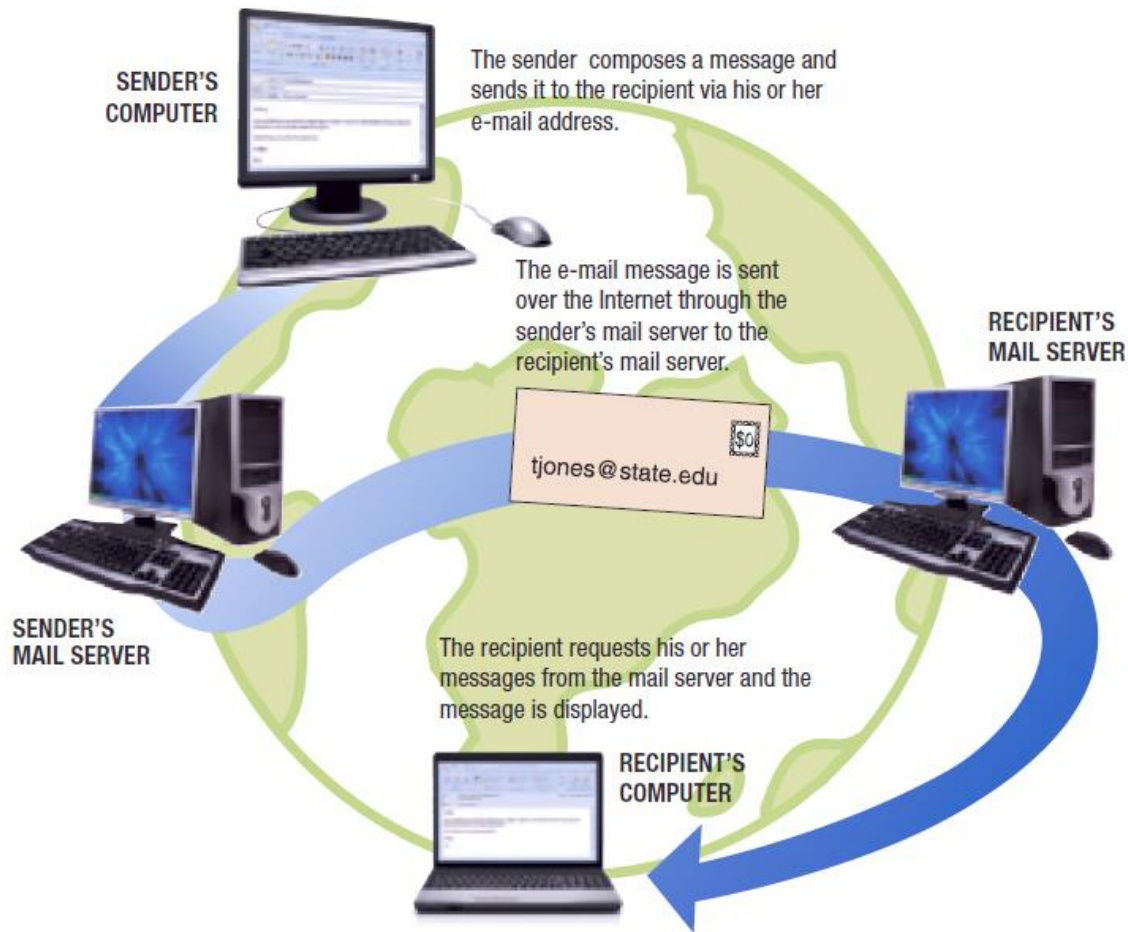 SENDER'S
COMPUTER
The sender composes a message and
sends it to the recipient via his or her
e-mail address.
The e-mail message is sent
over the Internet through the
sender's mail server to the
recipient's mail server.
RECIPIENT'S
MAIL SERVER
$0
tjones@state.edu
SENDER'S
MAIL SERVER
The recipient requests his or her
messages from the mail server and the
message is displayed.
RECIPIENT'S
COMPUTER